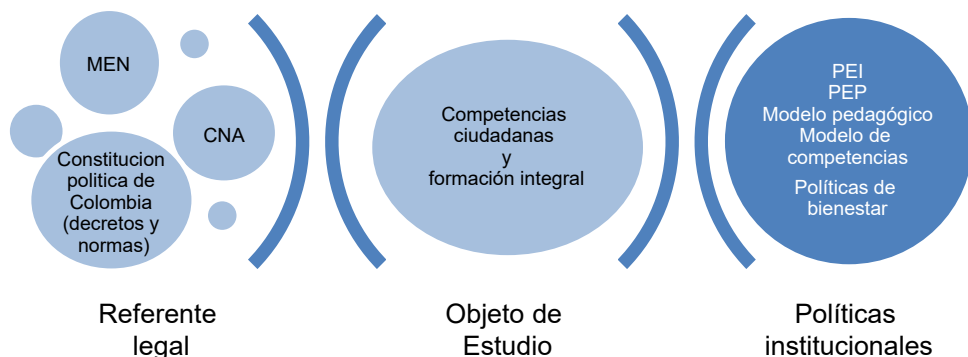 MEN
CNA
Constitucion
politica de
Colombia
(decretos y
normas)
Referente
legal
Competencias
ciudadanas
y
formación integral
Objeto de
Estudio
PEI
PEP
Modelo pedagógico
Modelo de
competencias
Políticas de
bienestar
Políticas
institucionales